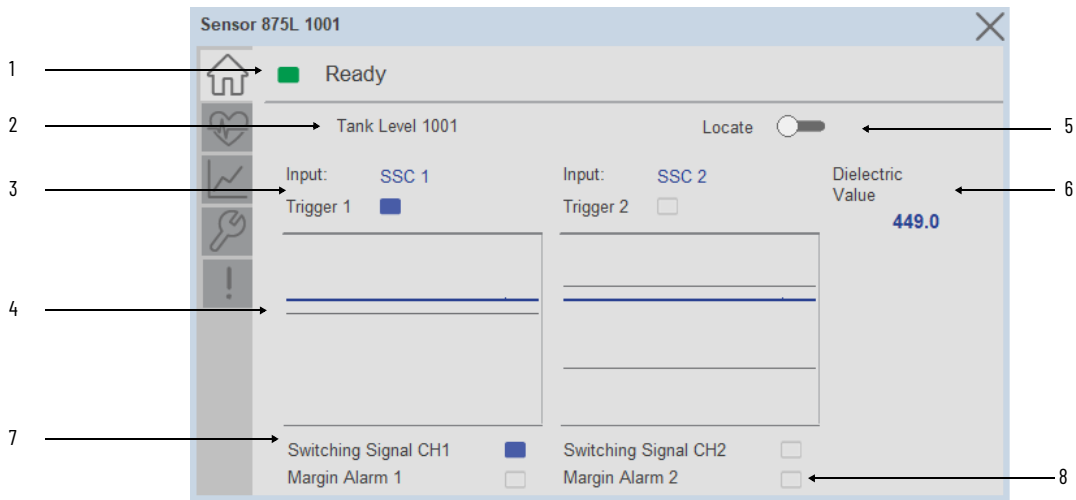 Sensor 875L 1001
1
Ready
2
Tank Level 1001
Locate
5
3
Input: SSC 1
Trigger 1
Input: SSC 2
Trigger 2
Dielectric
Value
449.0
6
4
7
Switching Signal CH1
Margin Alarm 1
Switching Signal CH2
Margin Alarm 2
8